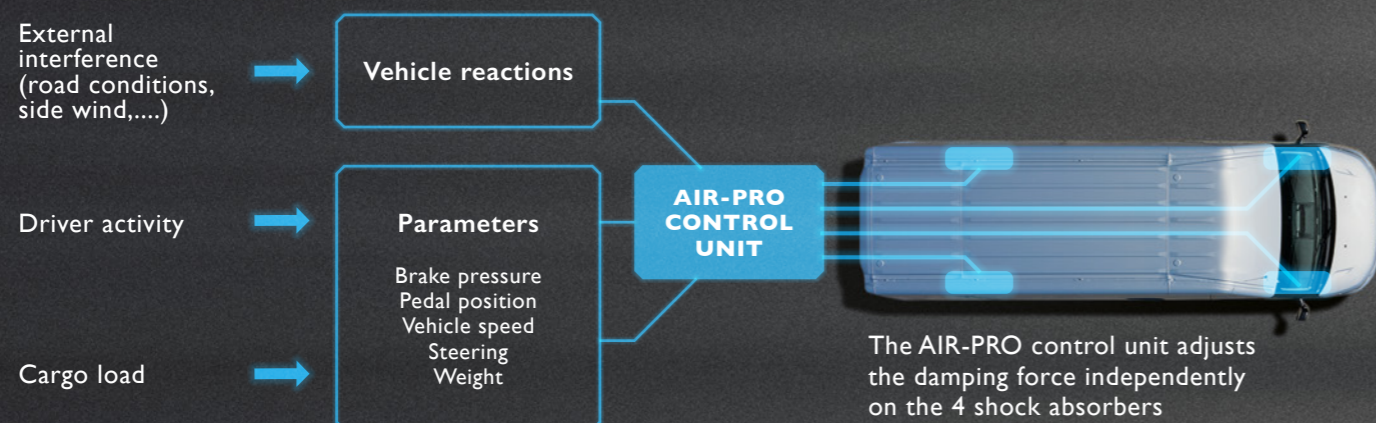 External
interference
(road conditions,
side wind,....)
Vehicle reactions
Driver activity
Parameters
Brake pressure
Pedal position
Vehicle speed
Steering
Weight
Cargo load
AIR-PRO
CONTROL
UNIT
The AIR-PRO control unit adjusts
the damping force independently
on the 4 shock absorbers